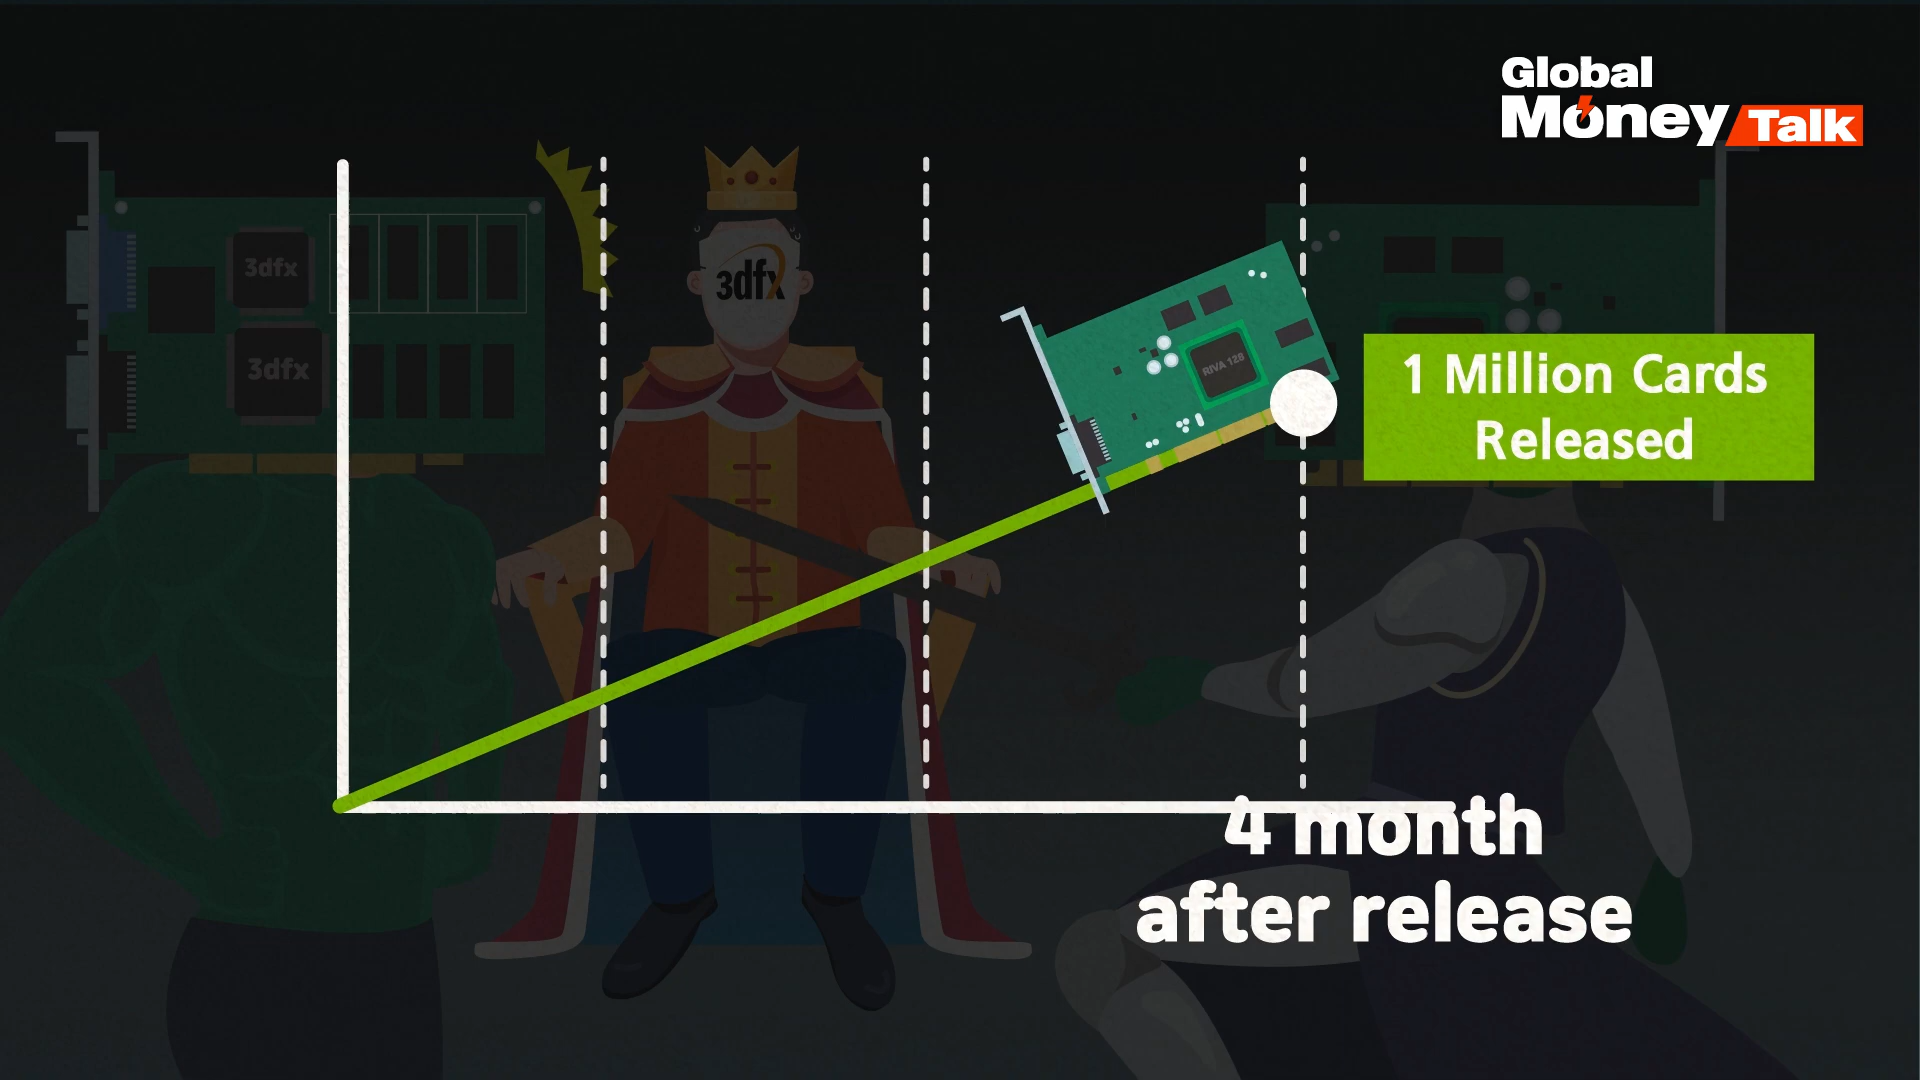 Global
Money Talk
3dfx
3dfx
3dfx
RIVA 128
1 Million Cards
Released
4 month
after release